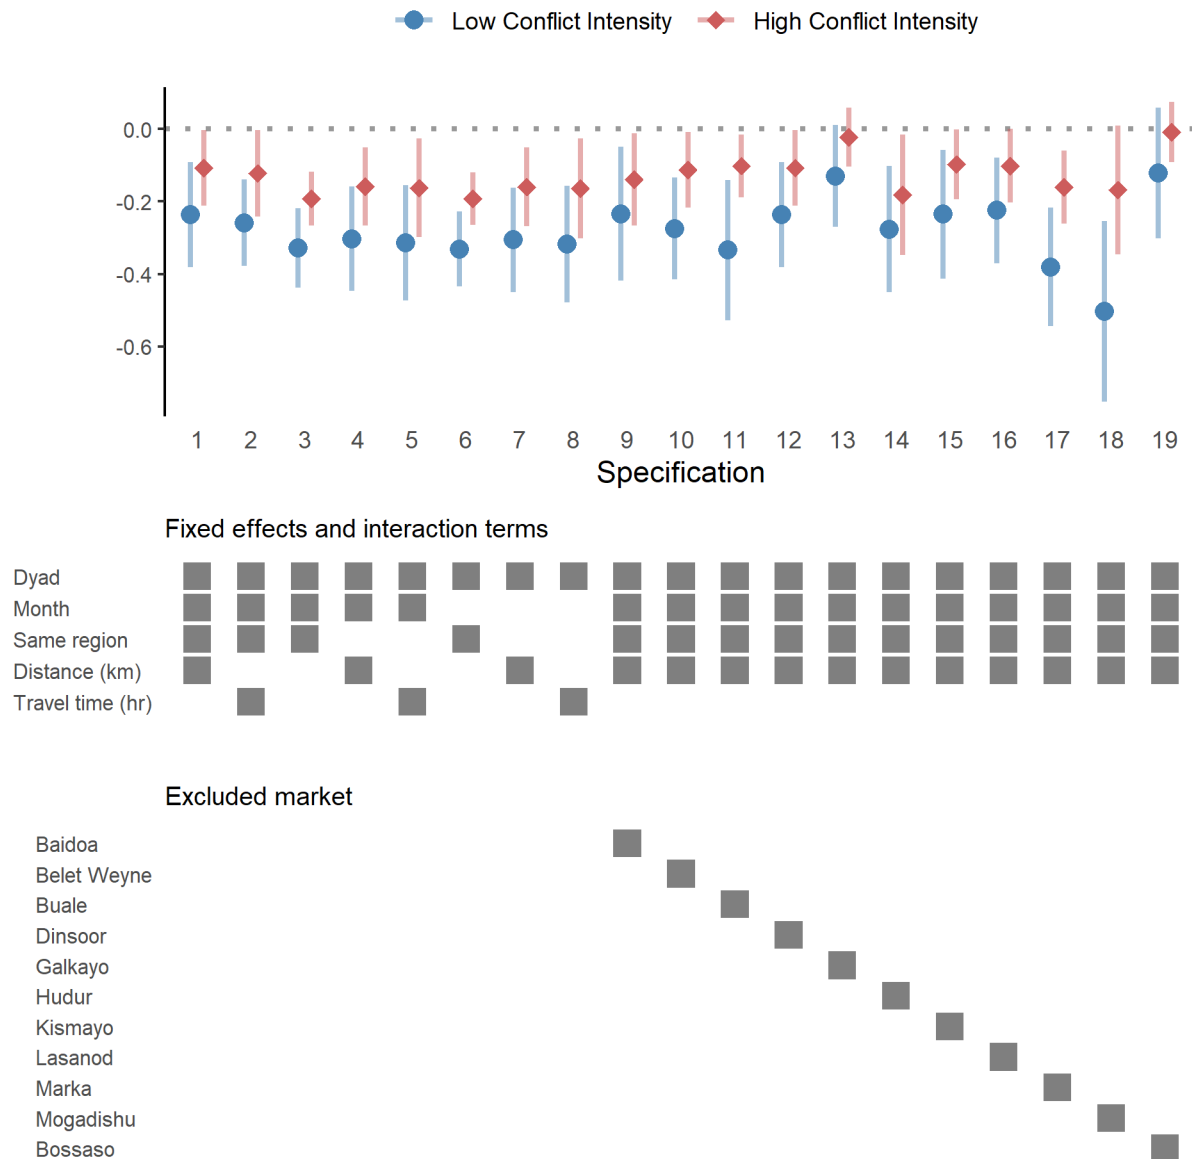 Low Conflict Intensity High Conflict Intensity
0.0
-0.2
-0.4
-0.6
1 2 3 4 5 6 7 8 9 10 11 12 13 14 15 16 17 18 19
Specification
Fixed effects and interaction terms
Dyad
Month
Same region
Distance (km)
Travel time (hr)
Excluded market
Baidoa
Belet Weyne
Buale
Dinsoor
Galkayo
Hudur
Kismayo
Lasanod
Marka
Mogadishu
Bossaso